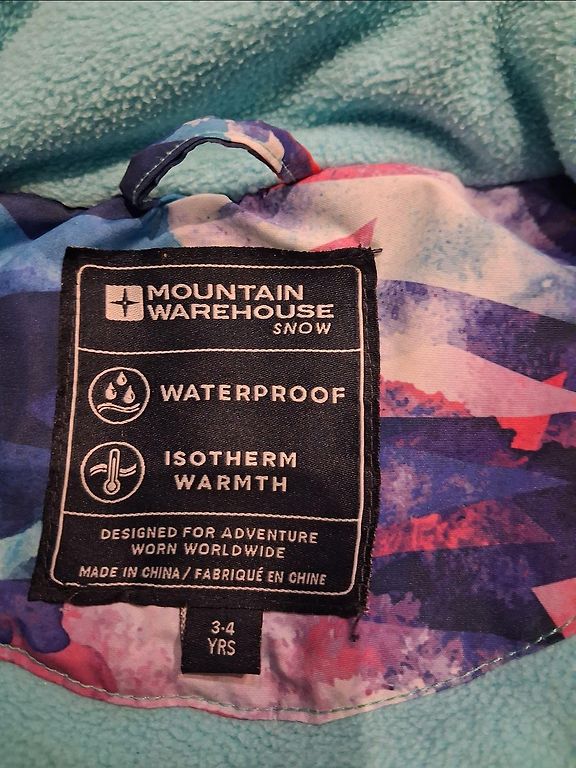 MOUNTAIN
WAREHOUSE
SNOW
WATERPROOF
ISOTHERM
WARMTH
DESIGNED FOR ADVENTURE
WORN WORLDWIDE
MADE IN CHINA / FABRIQUÉ EN CHINE
3-4
YRS